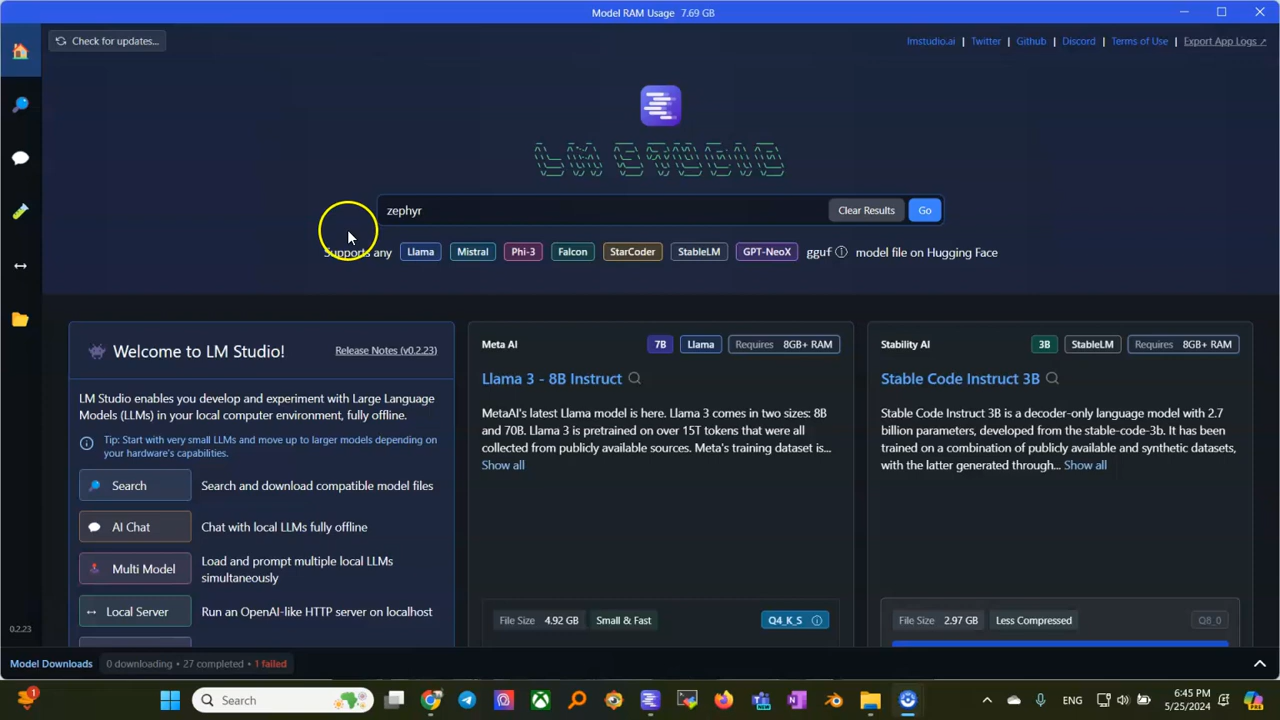 Model RAM Usage 7.69 GB
Check for updates...
lmstudio.ai | Twitter | Github | Discord | Terms of Use | Export App Logs ↗
LM STUDIO
zephyr
Clear Results
Go
Supports any Llama Mistral Phi-3 Falcon StarCoder StableLM GPT-NeoX gguf model file on Hugging Face
Welcome to LM Studio!
Release Notes (v0.2.23)
LM Studio enables you to develop and experiment with Large Language
Models (LLMs) in your local computer environment, fully offline.
Tip: Start with very small LLMs and move up to larger models depending on
your hardware's capabilities.
Search
Search and download compatible model files
AI Chat
Chat with local LLMs fully offline
Multi Model
Load and prompt multiple local LLMs
simultaneously
Local Server
Run an OpenAI-like HTTP server on localhost
Meta AI
7B
Llama
Requires 8GB+ RAM
Llama 3 - 8B Instruct
MetaAI's latest Llama model is here. Llama 3 comes in two sizes: 8B
and 70B. Llama 3 is pretrained on over 15T tokens that were all
collected from publicly available sources. Meta's training dataset is...
Show all
File Size 4.92 GB
Small & Fast
Q4_K_S
Stability AI
3B
StableLM
Requires 8GB+ RAM
Stable Code Instruct 3B
Stable Code Instruct 3B is a decoder-only language model with 2.7
billion parameters, developed from the stable-code-3b. It has been
trained on a combination of publicly available and synthetic datasets,
with the latter generated through... Show all
File Size 2.97 GB
Less Compressed
Q8_0
0.2.23
Model Downloads
0 downloading • 27 completed • 1 failed
1
Search
ENG
6:45 PM
5/25/2024